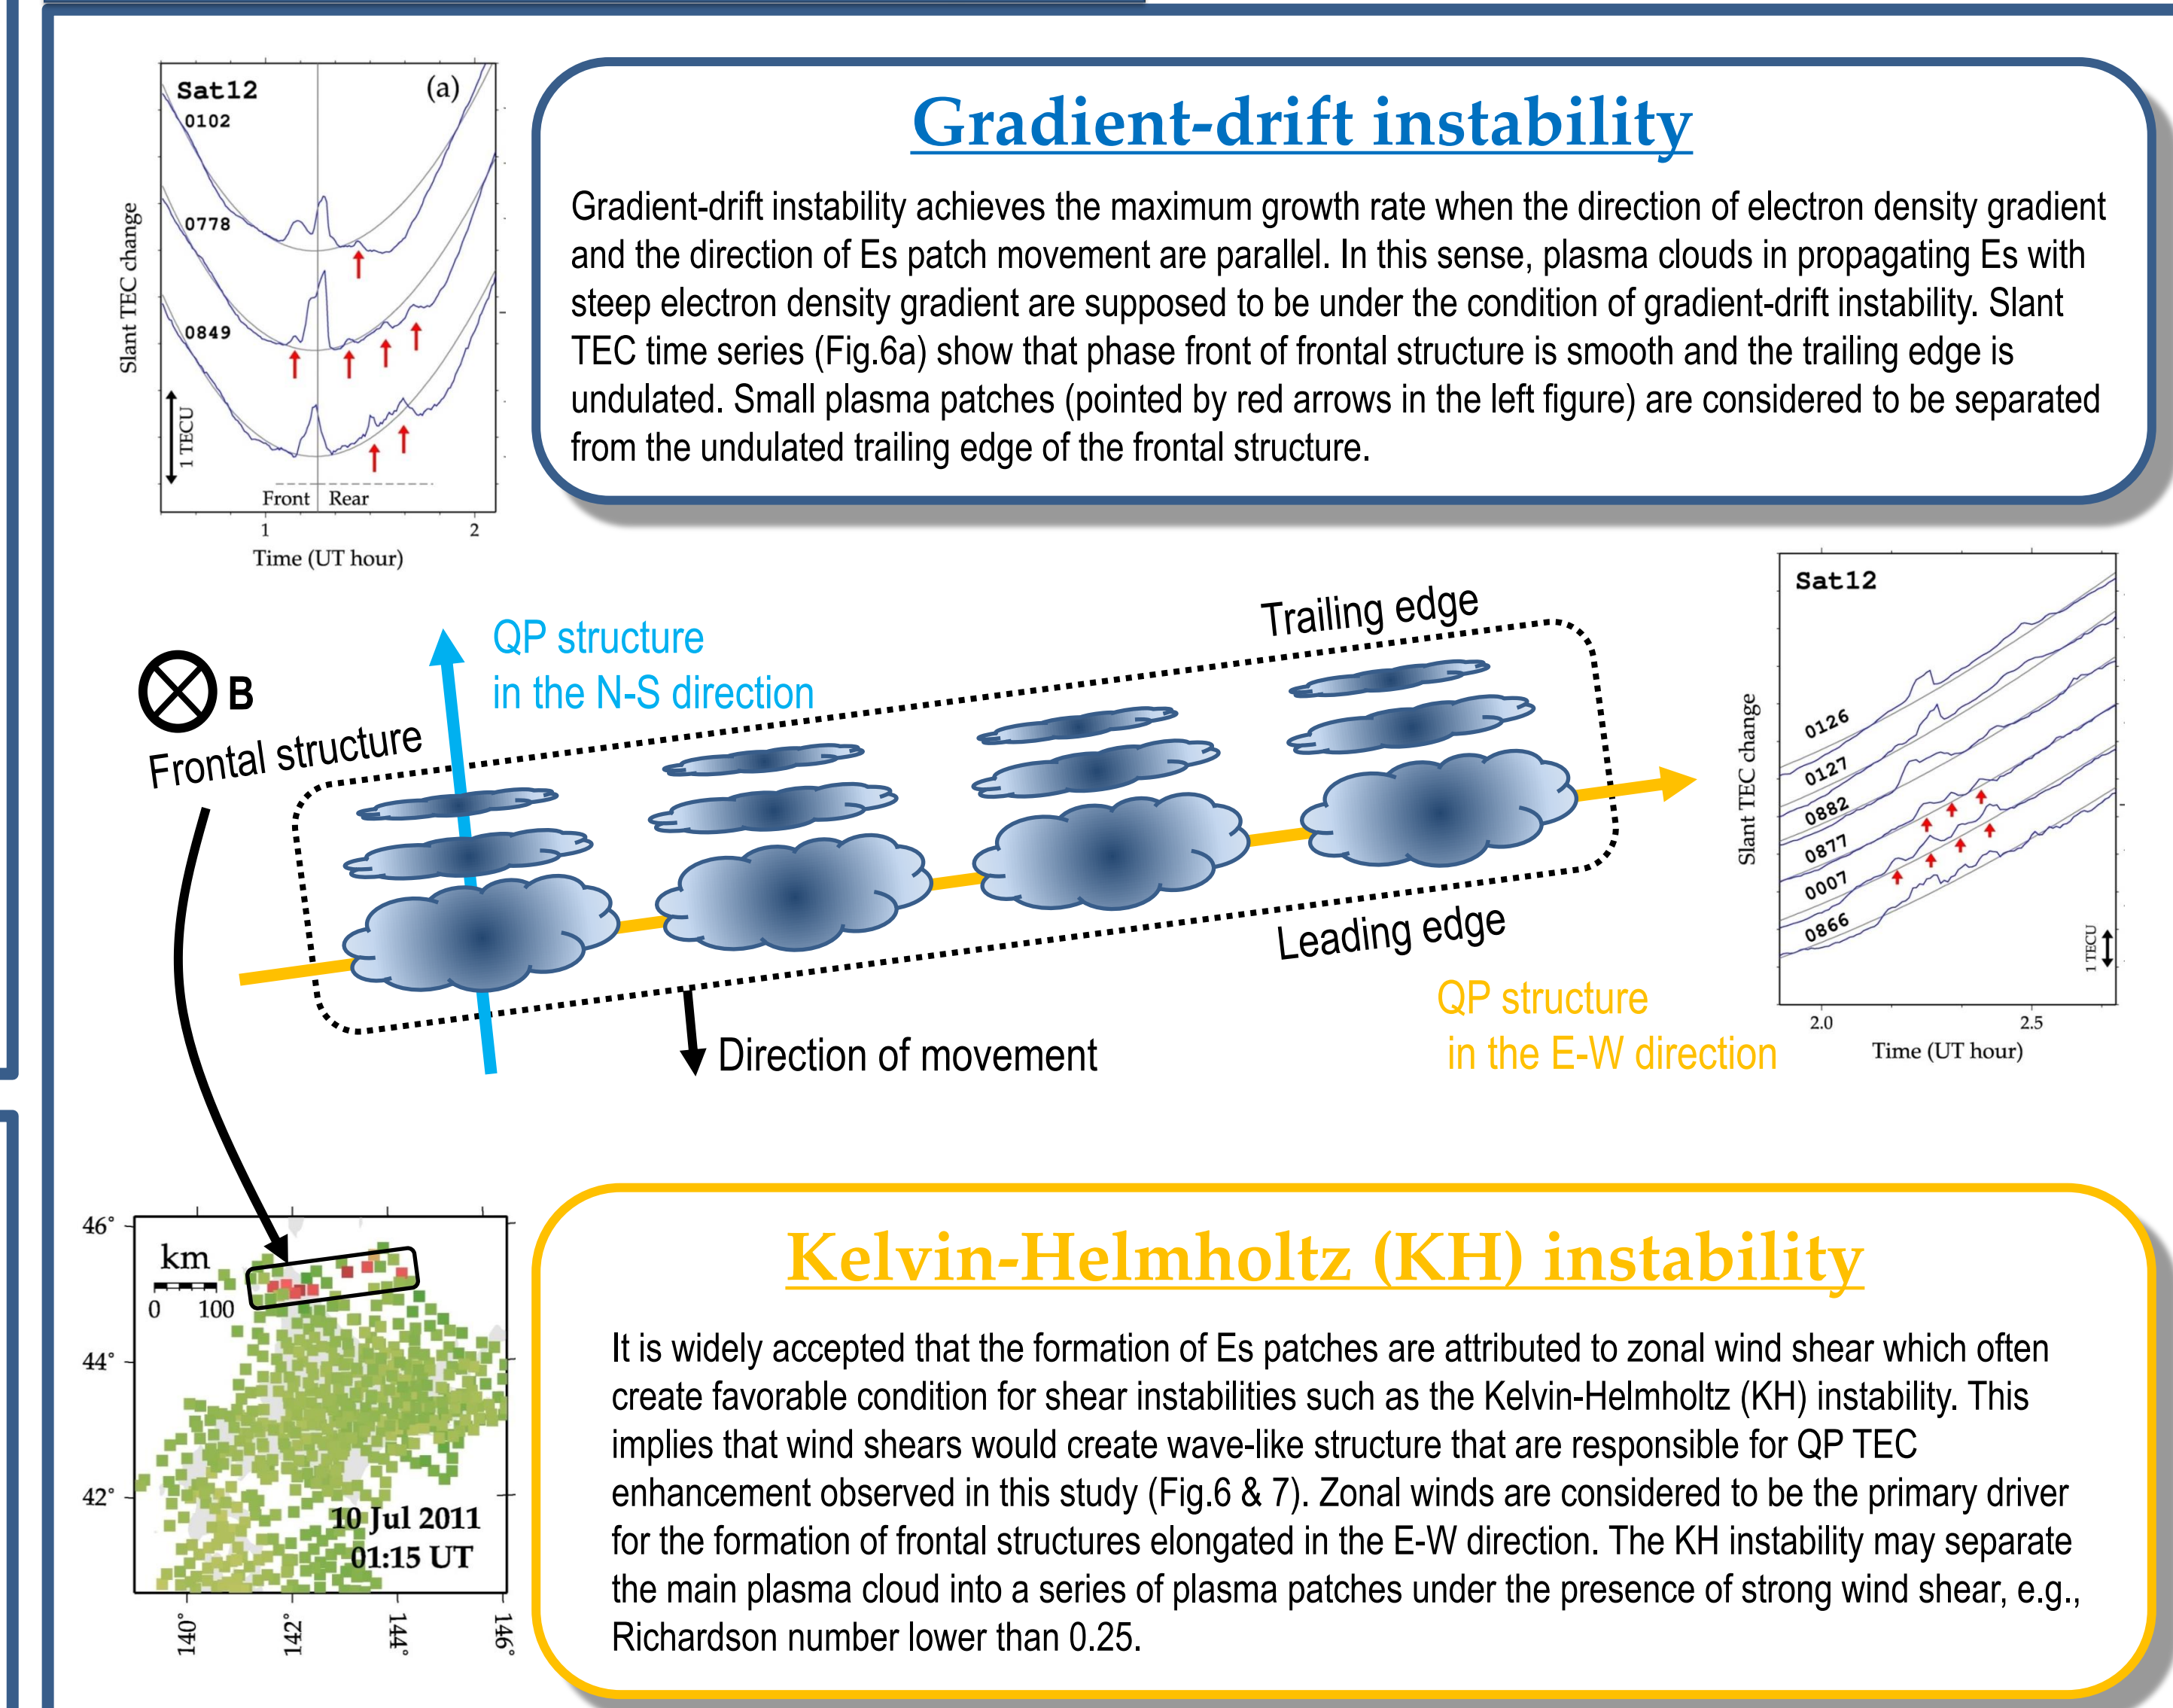 Sat12
(a)
0102
0778
0849
Slant TEC change
1 TECU
Front
Rear
1
2
Time (UT hour)
Gradient-drift instability
Gradient-drift instability achieves the maximum growth rate when the direction of electron density gradient
and the direction of Es patch movement are parallel. In this sense, plasma clouds in propagating Es with
steep electron density gradient are supposed to be under the condition of gradient-drift instability. Slant
TEC time series (Fig.6a) show that phase front of frontal structure is smooth and the trailing edge is
undulated. Small plasma patches (pointed by red arrows in the left figure) are considered to be separated
from the undulated trailing edge of the frontal structure.
B
Frontal structure
QP structure
in the N-S direction
Trailing edge
Leading edge
Direction of movement
QP structure
in the E-W direction
Sat12
0126
0127
0882
0877
0007
0866
Slant TEC change
1 TECU
2.0
2.5
Time (UT hour)
46°
44°
42°
km
0
100
10 Jul 2011
01:15 UT
140°
142°
144°
146°
Kelvin-Helmholtz (KH) instability
It is widely accepted that the formation of Es patches are attributed to zonal wind shear which often
create favorable condition for shear instabilities such as the Kelvin-Helmholtz (KH) instability. This
implies that wind shears would create wave-like structure that are responsible for QP TEC
enhancement observed in this study (Fig.6 & 7). Zonal winds are considered to be the primary driver
for the formation of frontal structures elongated in the E-W direction. The KH instability may separate
the main plasma cloud into a series of plasma patches under the presence of strong wind shear, e.g.,
Richardson number lower than 0.25.